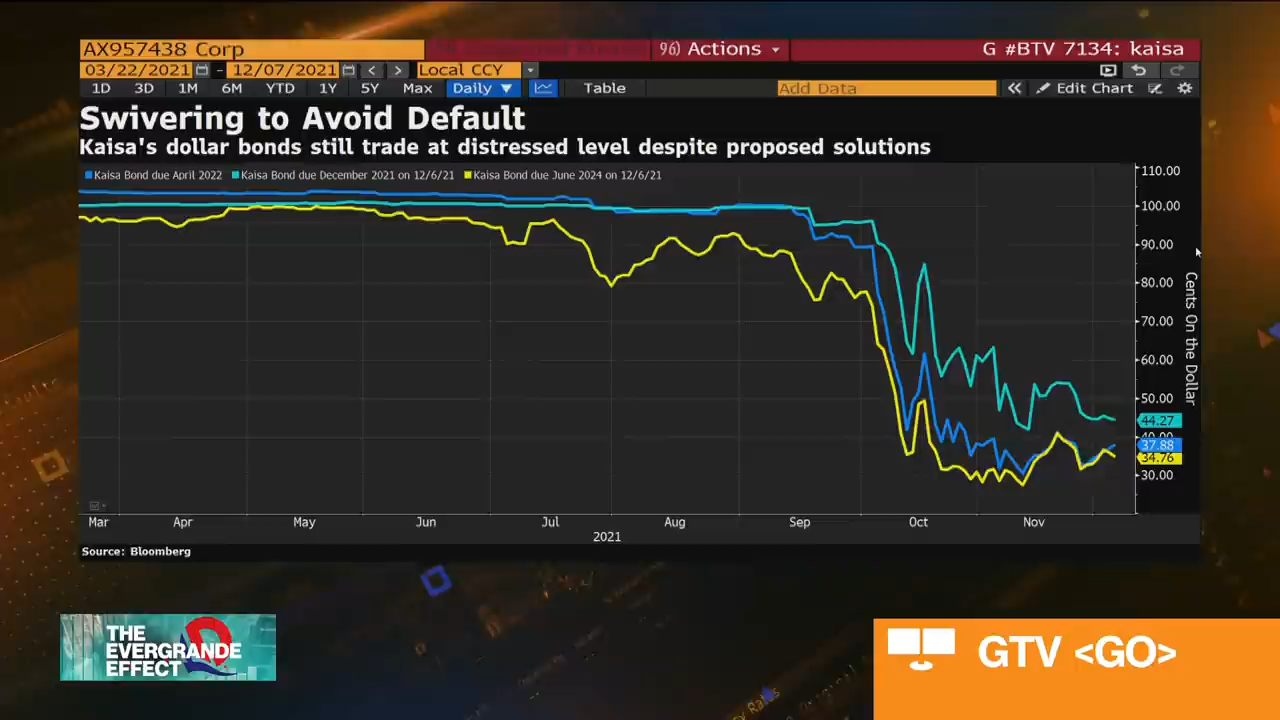 AX957438 Corp
96) Actions
G #BTV 7134: kaisa
03/22/2021 - 12/07/2021 < > Local CCY
1D 3D 1M 6M YTD 1Y 5Y Max Daily ▼ Table Add Data « Edit Chart
Swivering to Avoid Default
Kaisa's dollar bonds still trade at distressed level despite proposed solutions
Kaisa Bond due April 2022 Kaisa Bond due December 2021 on 12/6/21 Kaisa Bond due June 2024 on 12/6/21
110.00
100.00
90.00
80.00
70.00
60.00
50.00
44.27
40.00
37.88
34.76
30.00
Cents On the Dollar
Mar Apr May Jun Jul Aug Sep Oct Nov
2021
Source: Bloomberg
THE
EVERGRANDE
EFFECT
GTV <GO>